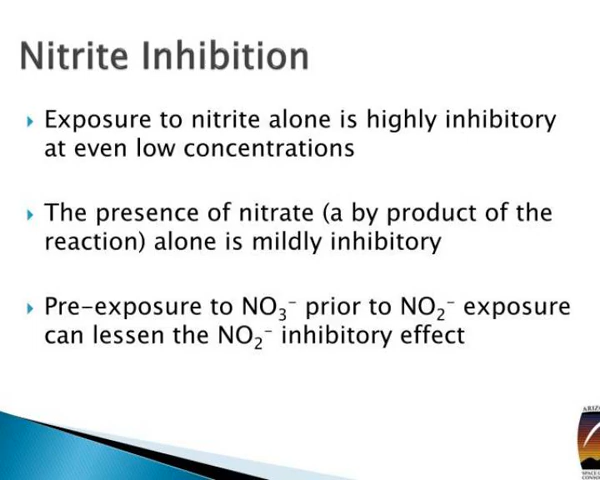 Nitrite Inhibition
Exposure to nitrite alone is highly inhibitory
at even low concentrations
The presence of nitrate (a by product of the
reaction) alone is mildly inhibitory
Pre-exposure to NO₃⁻ prior to NO₂⁻ exposure
can lessen the NO₂⁻ inhibitory effect